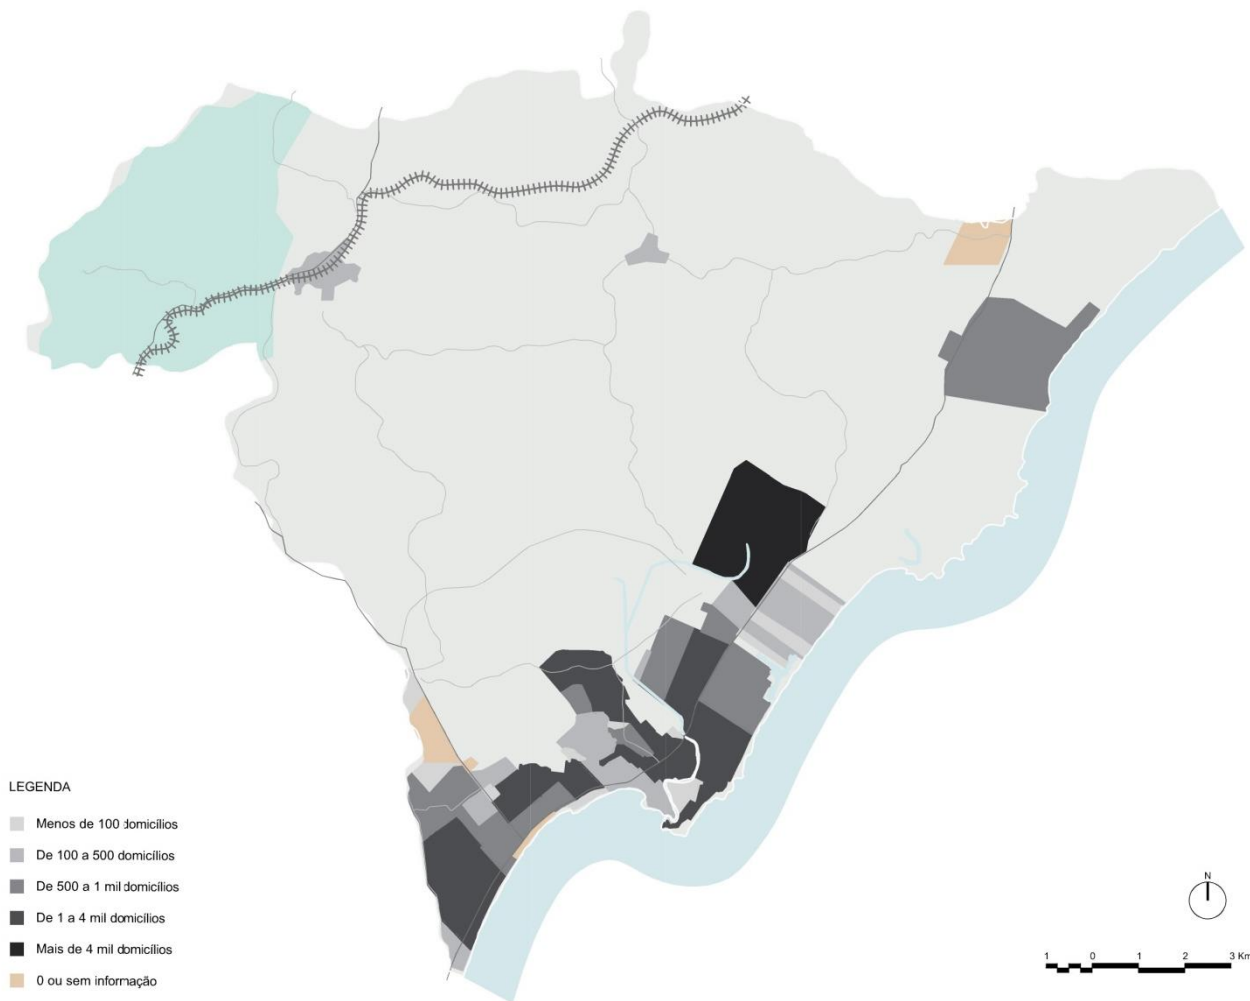 LEGENDA
Menos de 100 domicílios
De 100 a 500 domicílios
De 500 a 1 mil domicílios
De 1 a 4 mil domicílios
Mais de 4 mil domicílios
0 ou sem informação
N
1 0 1 2 3 Km